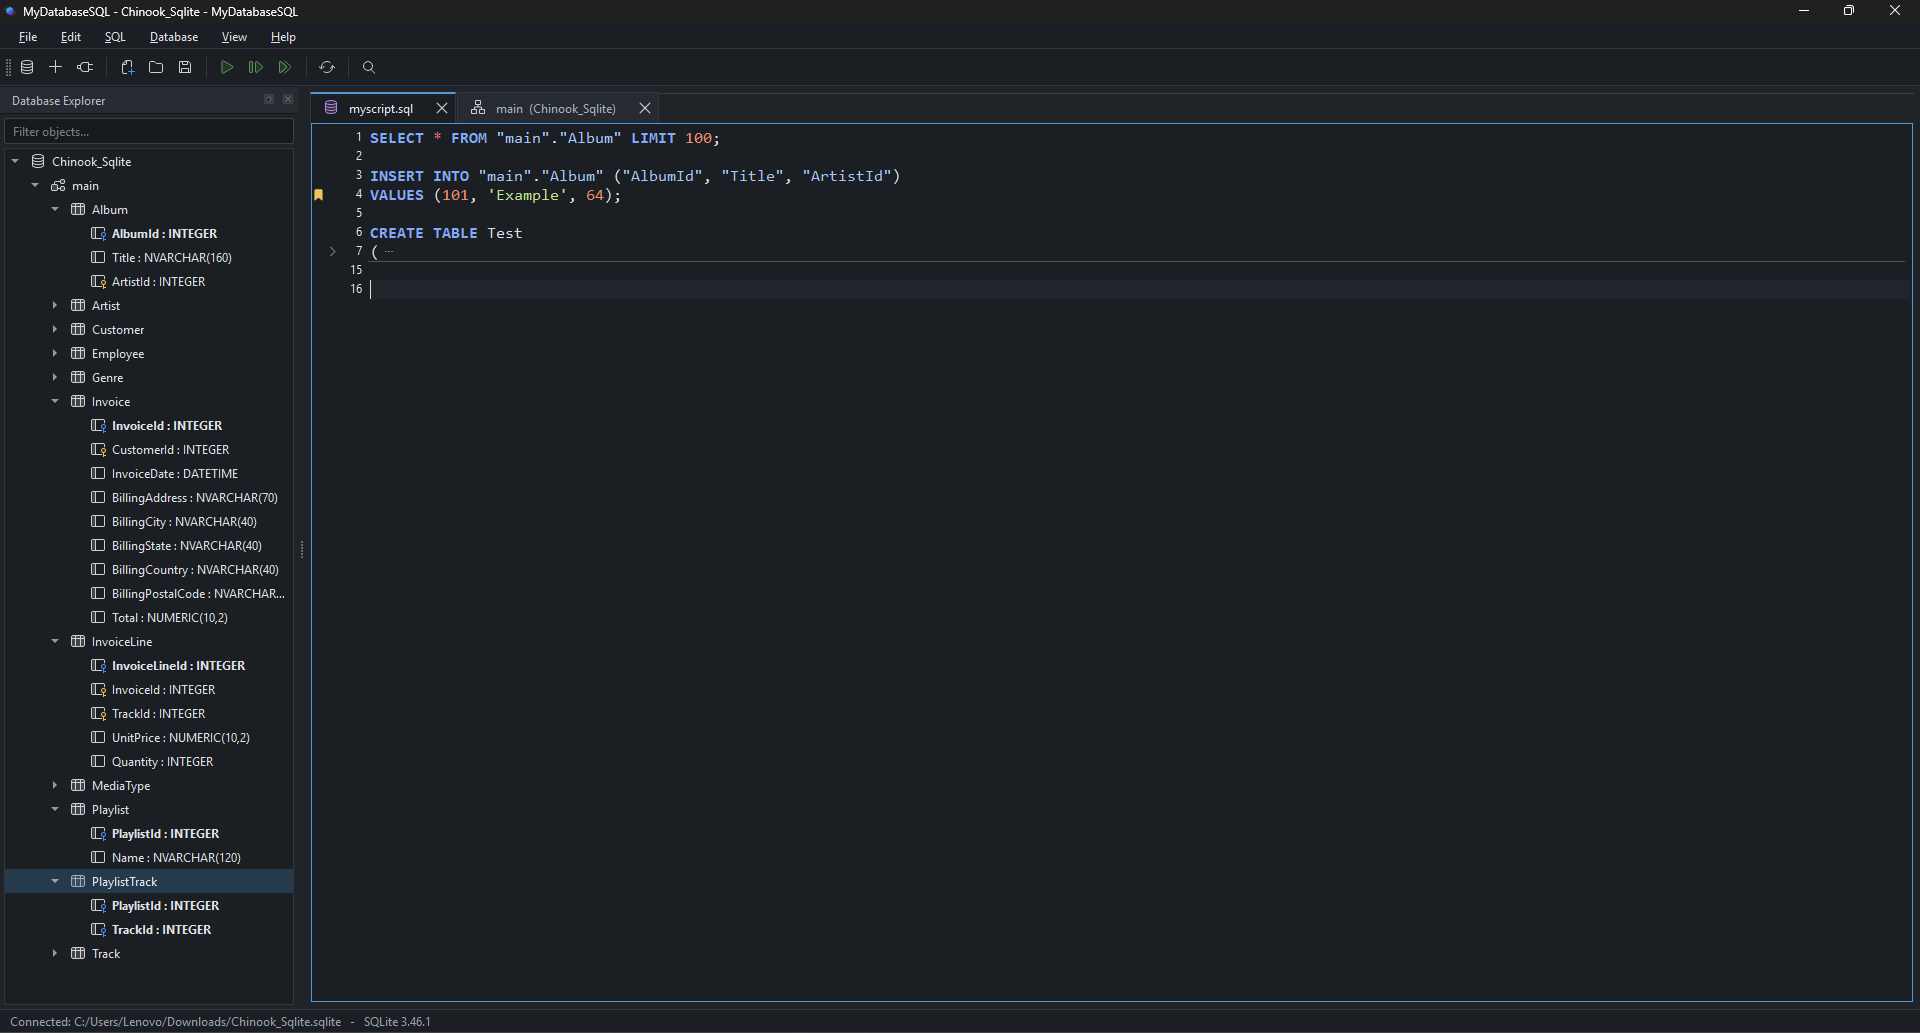 MyDatabaseSQL - Chinook_Sqlite - MyDatabaseSQL
File Edit SQL Database View Help
Database Explorer
Filter objects...
Chinook_Sqlite
main
Album
AlbumId : INTEGER
Title : NVARCHAR(160)
ArtistId : INTEGER
Artist
Customer
Employee
Genre
Invoice
InvoiceId : INTEGER
CustomerId : INTEGER
InvoiceDate : DATETIME
BillingAddress : NVARCHAR(70)
BillingCity : NVARCHAR(40)
BillingState : NVARCHAR(40)
BillingCountry : NVARCHAR(40)
BillingPostalCode : NVARCHAR...
Total : NUMERIC(10,2)
InvoiceLine
InvoiceLineId : INTEGER
InvoiceId : INTEGER
TrackId : INTEGER
UnitPrice : NUMERIC(10,2)
Quantity : INTEGER
MediaType
Playlist
PlaylistId : INTEGER
Name : NVARCHAR(120)
PlaylistTrack
PlaylistId : INTEGER
TrackId : INTEGER
Track
myscript.sql main (Chinook_Sqlite)
1 SELECT * FROM "main"."Album" LIMIT 100;
2
3 INSERT INTO "main"."Album" ("AlbumId", "Title", "ArtistId")
4 VALUES (101, 'Example', 64);
5
6 CREATE TABLE Test
7 ( ...
15
16
Connected: C:/Users/Lenovo/Downloads/Chinook_Sqlite.sqlite - SQLite 3.46.1